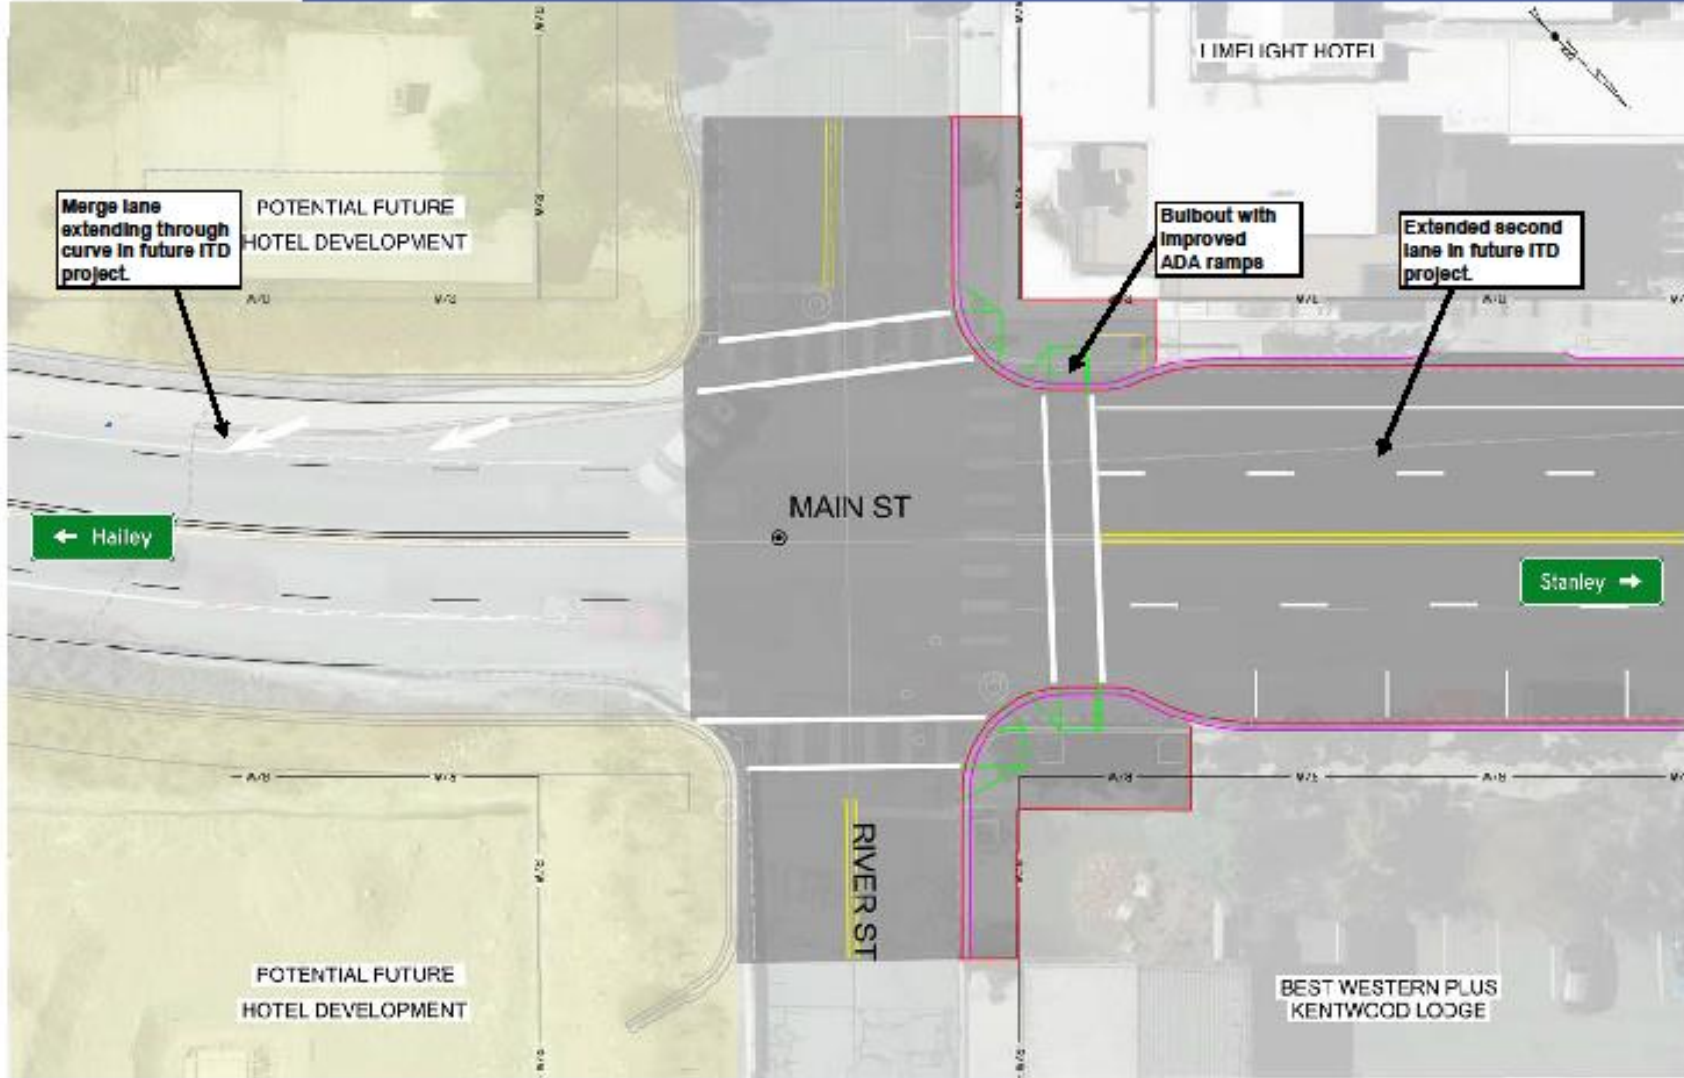 LIMELIGHT HOTEL
Merge lane
extending through
curve in future ITD
project.
POTENTIAL FUTURE
HOTEL DEVELOPMENT
Bulbout with
improved
ADA ramps
Extended second
lane in future ITD
project.
MAIN ST
← Hailey
Stanley →
RIVER ST
POTENTIAL FUTURE
HOTEL DEVELOPMENT
BEST WESTERN PLUS
KENTWOOD LODGE